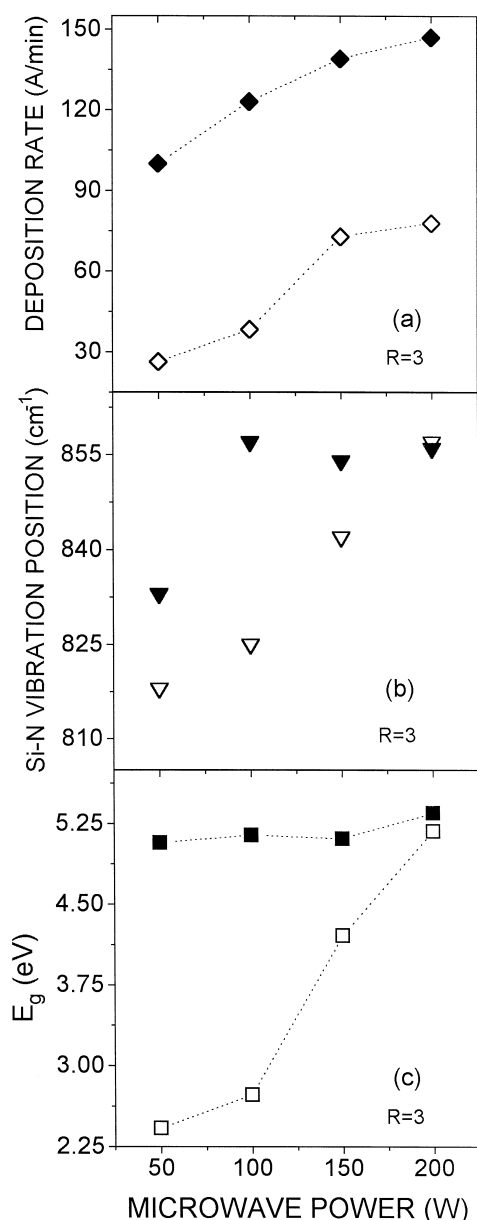 DEPOSITION RATE (A/min)
150
120
90
60
30
(a)
R=3
Si-N VIBRATION POSITION (cm⁻¹)
855
840
825
810
(b)
R=3
E_g (eV)
5.25
4.50
3.75
3.00
2.25
(c)
R=3
50 100 150 200
MICROWAVE POWER (W)